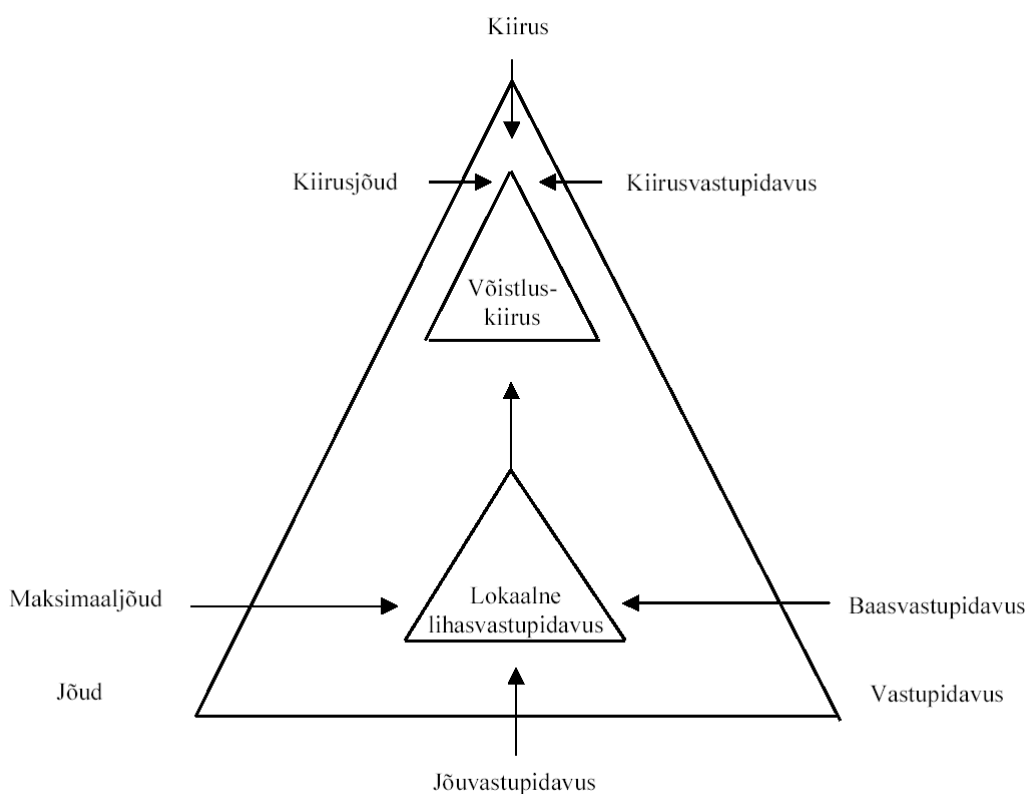 Kiirus
Kiirusjõud
Kiirusvastupidavus
Võistlus-
kiirus
Maksimaaljõud
Lokaalne
lihasvastupidavus
Baasvastupidavus
Jõud
Vastupidavus
Jõuvastupidavus